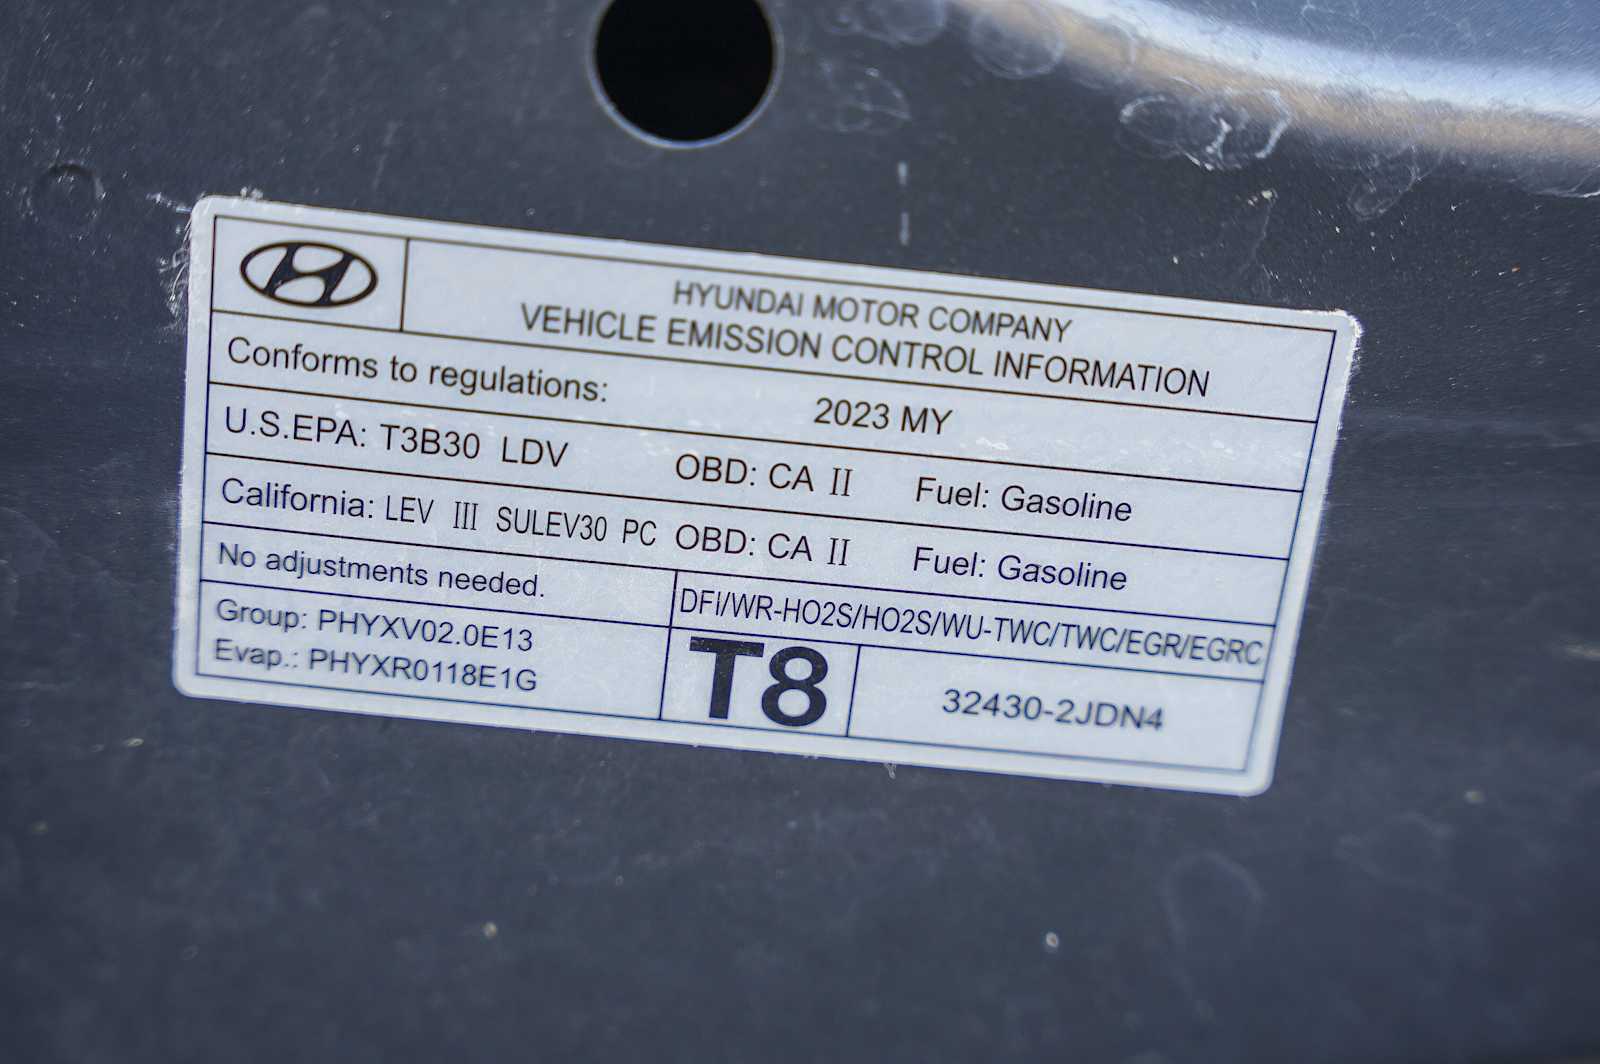 HYUNDAI MOTOR COMPANY
VEHICLE EMISSION CONTROL INFORMATION
Conforms to regulations: 2023 MY
U.S.EPA: T3B30 LDV OBD: CA II Fuel: Gasoline
California: LEV III SULEV30 PC OBD: CA II Fuel: Gasoline
No adjustments needed. DFI/WR-HO2S/HO2S/WU-TWC/TWC/EGR/EGRC
Group: PHYXV02.0E13
Evap.: PHYXR0118E1G
T8
32430-2JDN4